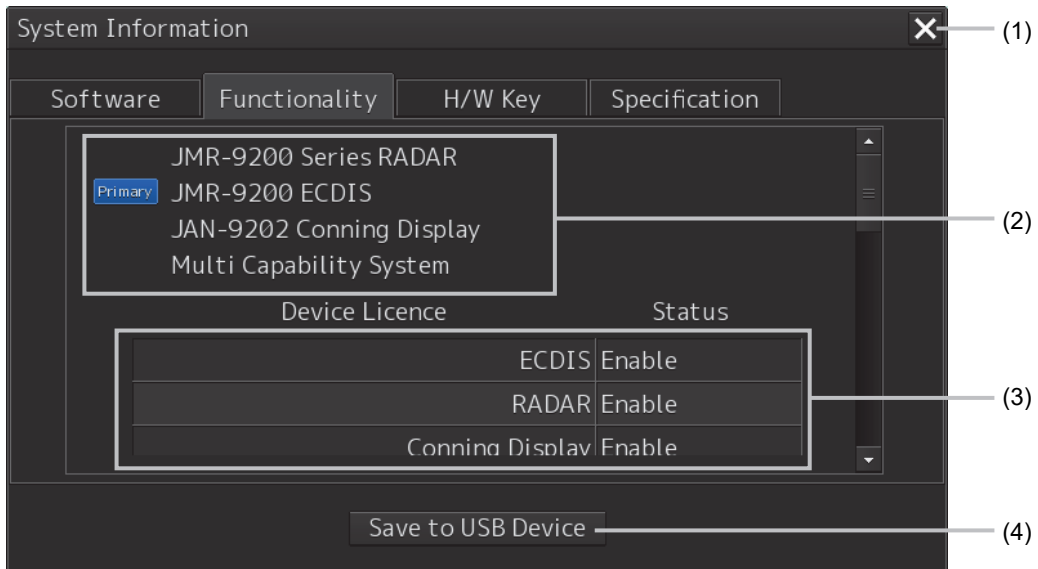 System Information
(1)
Software Functionality H/W Key Specification
JMR-9200 Series RADAR
Primary JMR-9200 ECDIS
JAN-9202 Conning Display
(2)
Multi Capability System
Device Licence Status
ECDIS Enable
RADAR Enable
(3)
Conning Display Enable
Save to USB Device
(4)